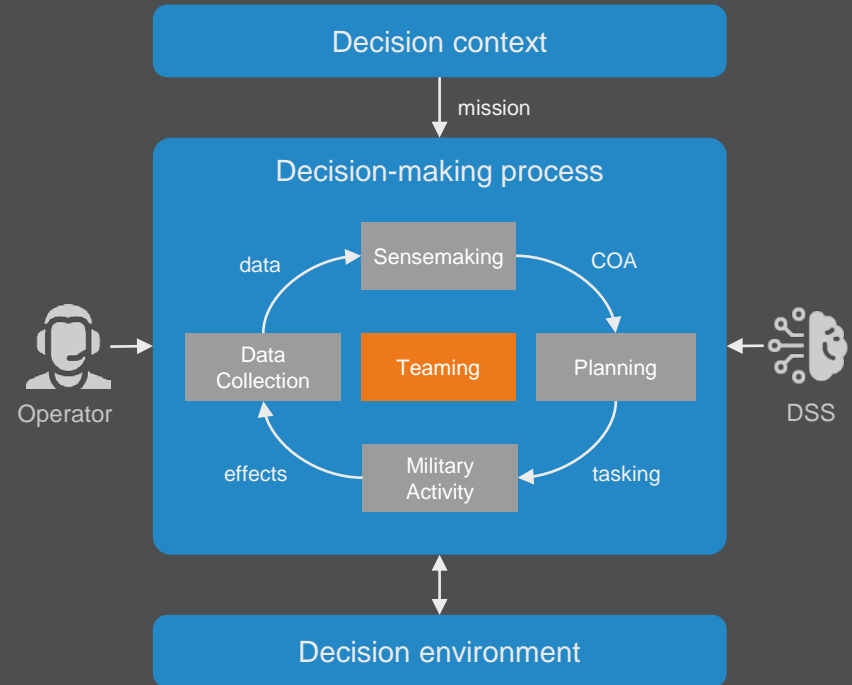 Decision context
mission
Decision-making process
Sensemaking
data
COA
Data
Collection
Teaming
Planning
Operator
DSS
Military
Activity
effects
tasking
Decision environment